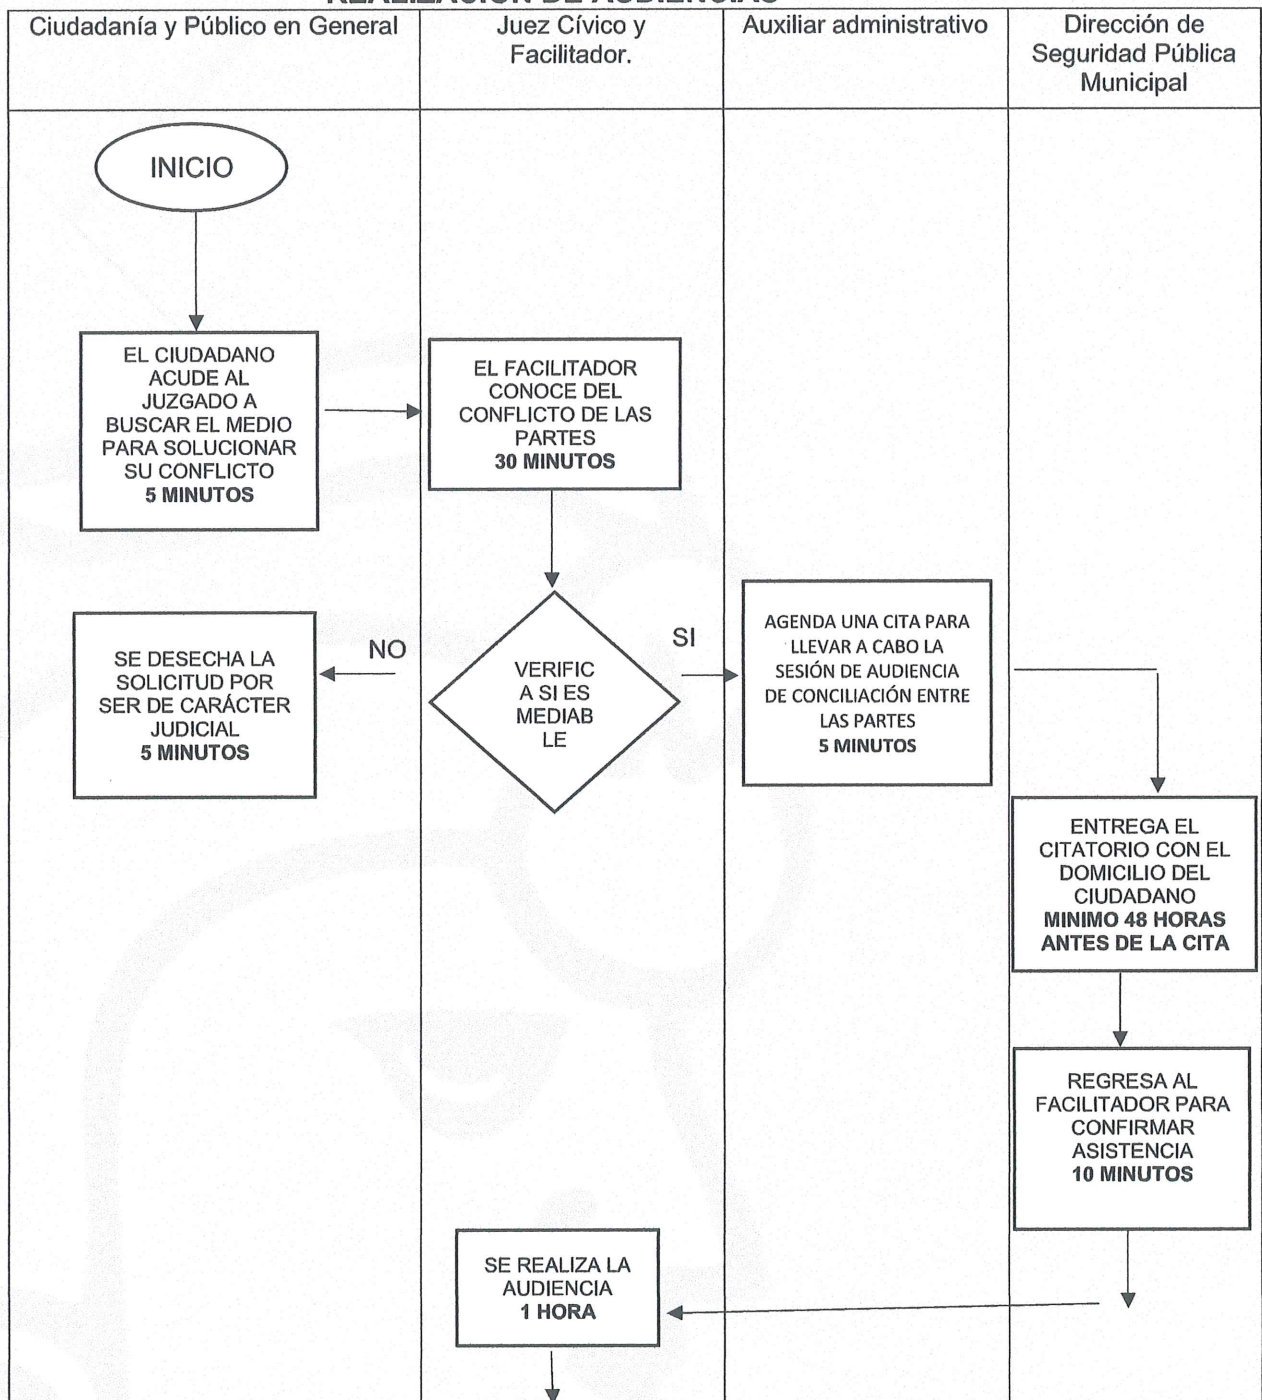 REALIZACIÓN DE AUDIENCIAS
Ciudadanía y Público en General
Juez Cívico y
Facilitador.
Auxiliar administrativo
Dirección de
Seguridad Pública
Municipal
INICIO
EL CIUDADANO
ACUDE AL
JUZGADO A
BUSCAR EL MEDIO
PARA SOLUCIONAR
SU CONFLICTO
5 MINUTOS
EL FACILITADOR
CONOCE DEL
CONFLICTO DE LAS
PARTES
30 MINUTOS
SE DESECHA LA
SOLICITUD POR
SER DE CARÁCTER
JUDICIAL
5 MINUTOS
NO
VERIFIC
A SI ES
MEDIAB
LE
SI
AGENDA UNA CITA PARA
LLEVAR A CABO LA
SESIÓN DE AUDIENCIA
DE CONCILIACIÓN ENTRE
LAS PARTES
5 MINUTOS
ENTREGA EL
CITATORIO CON EL
DOMICILIO DEL
CIUDADANO
MINIMO 48 HORAS
ANTES DE LA CITA
REGRESA AL
FACILITADOR PARA
CONFIRMAR
ASISTENCIA
10 MINUTOS
SE REALIZA LA
AUDIENCIA
1 HORA